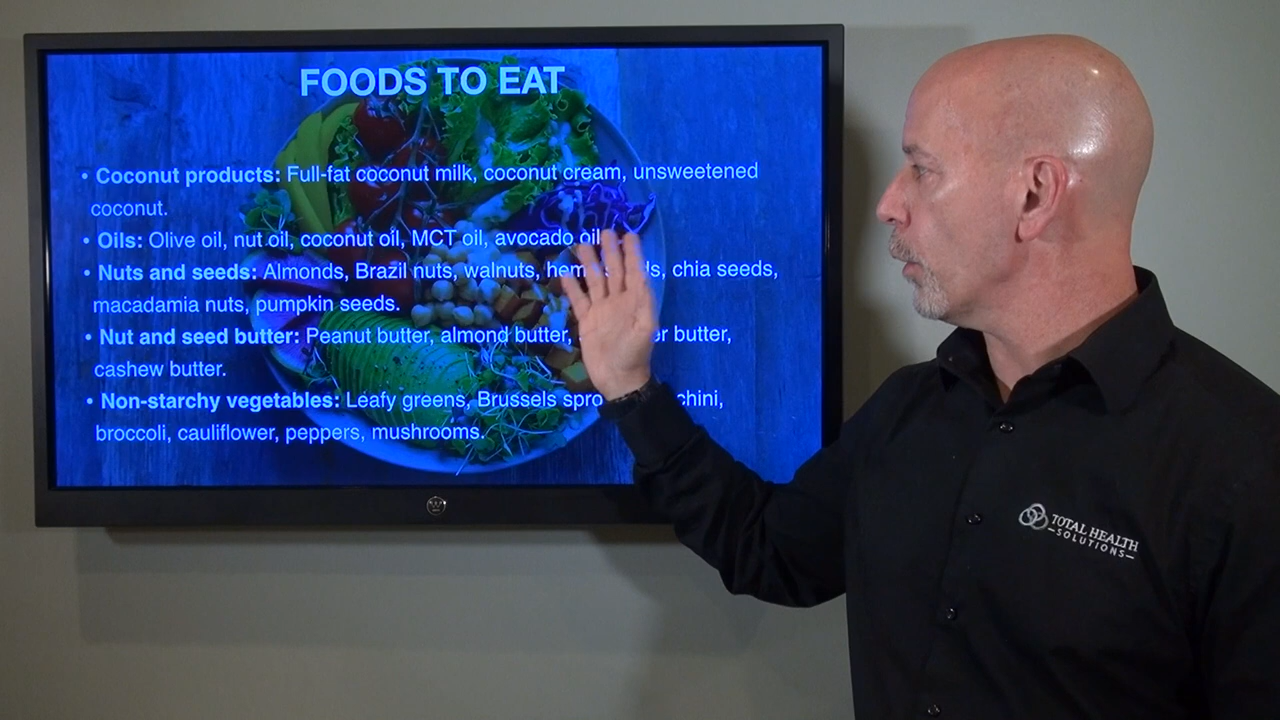 FOODS TO EAT
• Coconut products: Full-fat coconut milk, coconut cream, unsweetened
coconut.
• Oils: Olive oil, nut oil, coconut oil, MCT oil, avocado oil
• Nuts and seeds: Almonds, Brazil nuts, walnuts, chia seeds,
macadamia nuts, pumpkin seeds.
• Nut and seed butter: Peanut butter, almond butter, butter,
cashew butter.
• Non-starchy vegetables: Leafy greens, Brussels
broccoli, cauliflower, peppers, mushrooms.
TOTAL HEALTH
—SOLUTIONS—